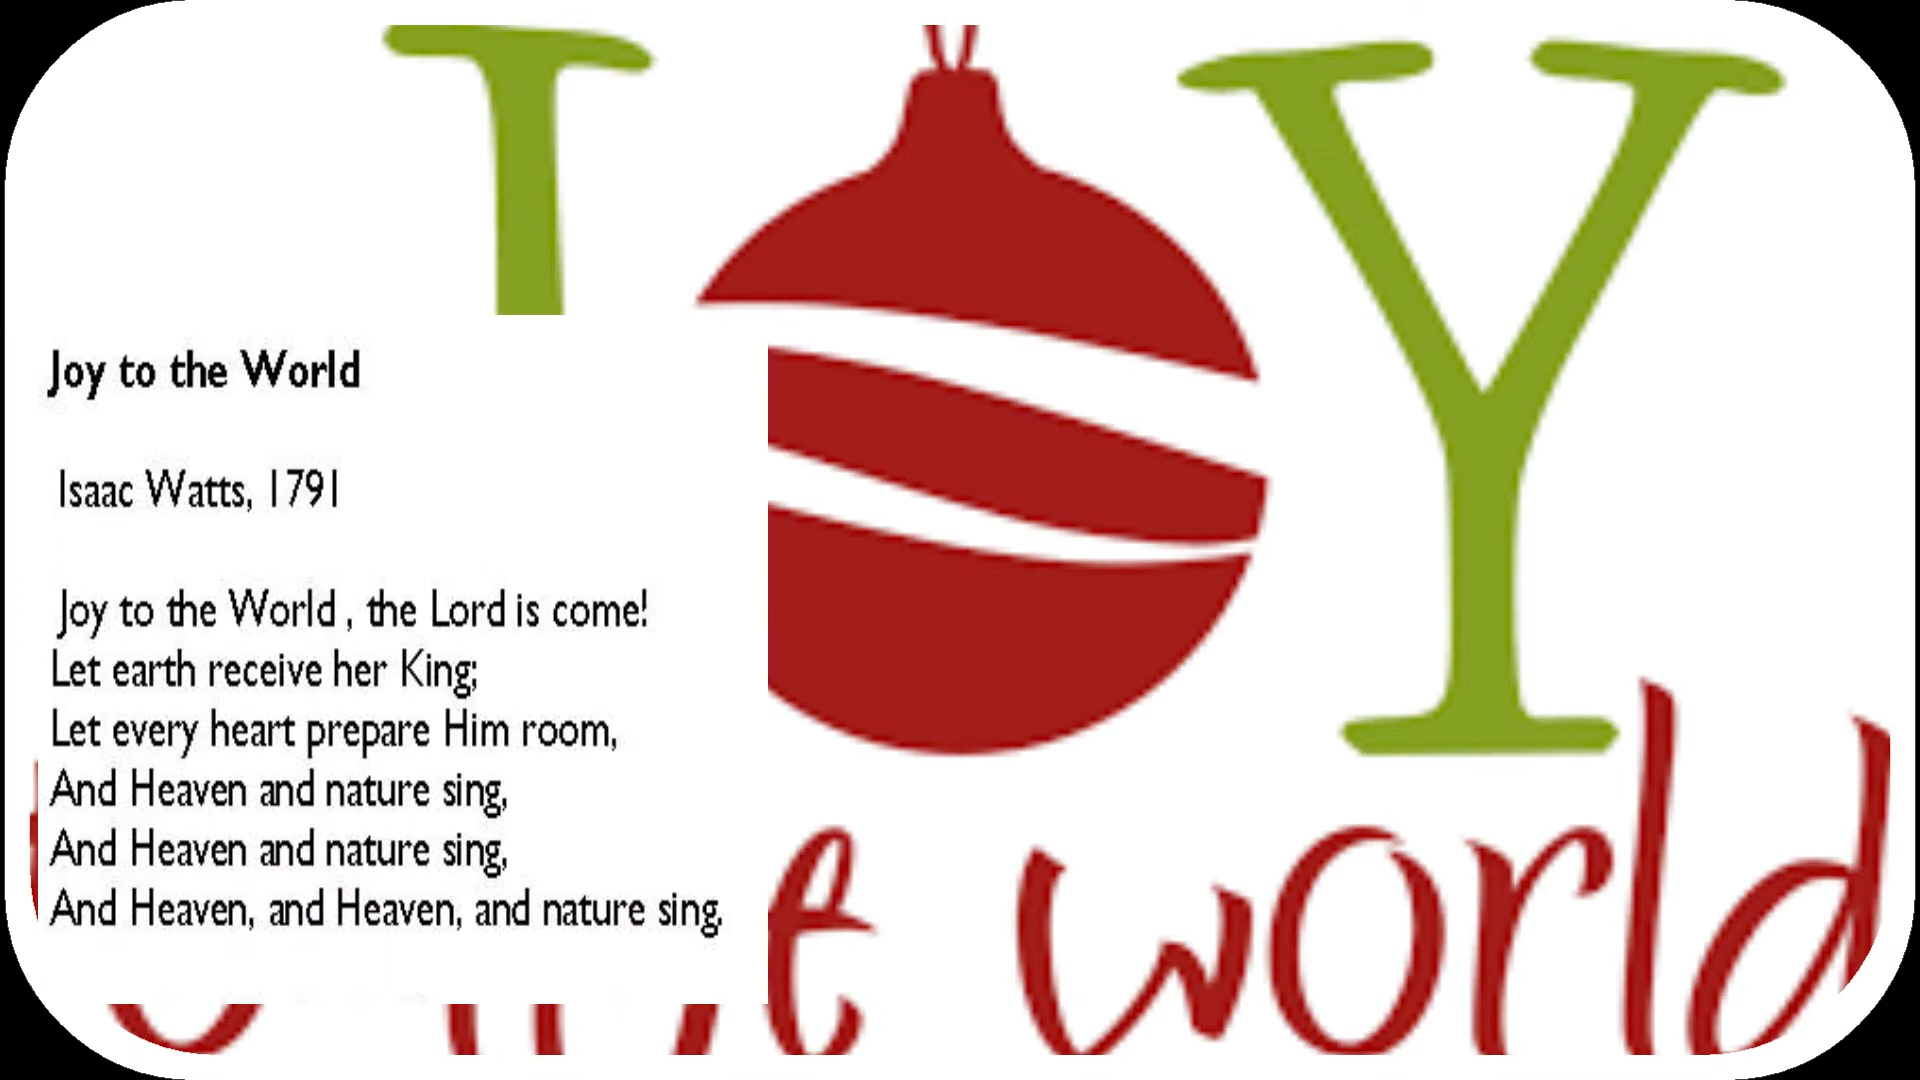 JOY
Joy to the World
Isaac Watts, 1791
Joy to the World , the Lord is come!
Let earth receive her King;
Let every heart prepare Him room,
And Heaven and nature sing,
And Heaven and nature sing,
And Heaven, and Heaven, and nature sing.
world